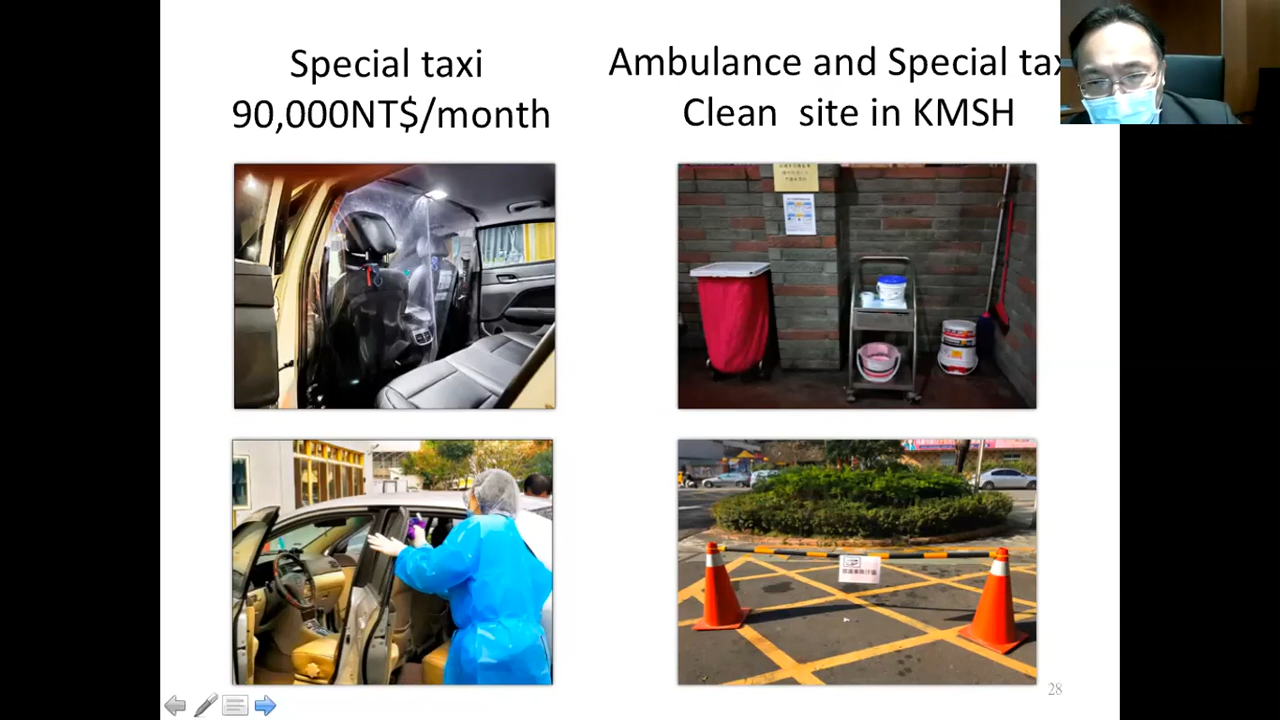 Special taxi
90,000NT$/month
Ambulance and Special tax
Clean  site in KMSH
28